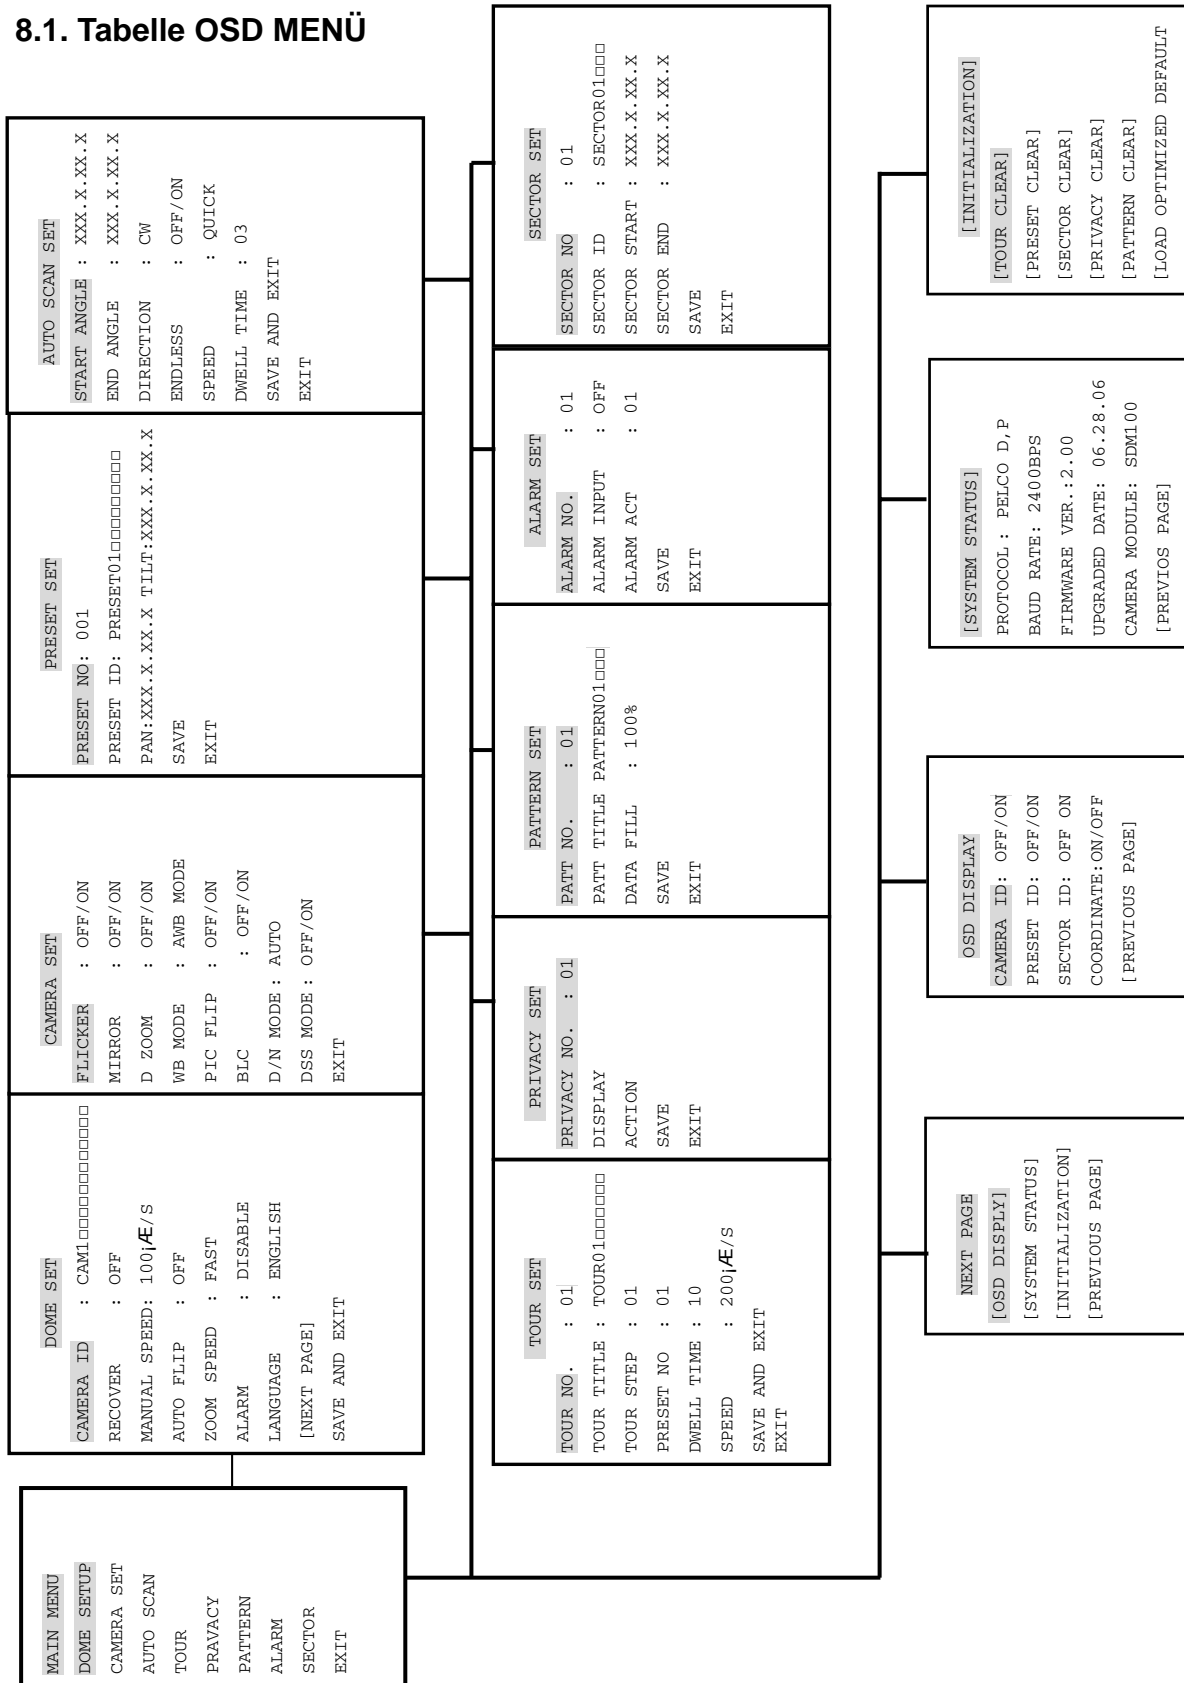 8.1. Tabelle OSD MENÜ
MAIN MENU
DOME SETUP
CAMERA SET
AUTO SCAN
TOUR
PRAVACY
PATTERN
ALARM
SECTOR
EXIT
DOME SET
CAMERA ID : CAM1□□□□□□□□□□□□
RECOVER : OFF
MANUAL SPEED: 100¡Æ/S
AUTO FLIP : OFF
ZOOM SPEED : FAST
ALARM : DISABLE
LANGUAGE : ENGLISH
[NEXT PAGE]
SAVE AND EXIT
CAMERA SET
FLICKER : OFF/ON
MIRROR : OFF/ON
D ZOOM : OFF/ON
WB MODE : AWB MODE
PIC FLIP : OFF/ON
BLC : OFF/ON
D/N MODE : AUTO
DSS MODE : OFF/ON
EXIT
PRESET SET
PRESET NO: 001
PRESET ID: PRESET01□□□□□□□□□
PAN:XXX.X.XX.X TILT:XXX.X.XX.X
SAVE
EXIT
AUTO SCAN SET
START ANGLE : XXX.X.XX.X
END ANGLE : XXX.X.XX.X
DIRECTION : CW
ENDLESS : OFF/ON
SPEED : QUICK
DWELL TIME : 03
SAVE AND EXIT
EXIT
TOUR SET
TOUR NO. : 01
TOUR TITLE : TOUR01□□□□□□
TOUR STEP : 01
PRESET NO : 01
DWELL TIME : 10
SPEED : 200¡Æ/S
SAVE AND EXIT
EXIT
PRIVACY SET
PRIVACY NO. : 01
DISPLAY
ACTION
SAVE
EXIT
PATTERN SET
PATT NO. : 01
PATT TITLE PATTERN01□□□
DATA FILL : 100%
SAVE
EXIT
ALARM SET
ALARM NO. : 01
ALARM INPUT : OFF
ALARM ACT : 01
SAVE
EXIT
SECTOR SET
SECTOR NO : 01
SECTOR ID : SECTOR01□□□
SECTOR START : XXX.X.XX.X
SECTOR END : XXX.X.XX.X
SAVE
EXIT
NEXT PAGE
[OSD DISPLY]
[SYSTEM STATUS]
[INITIALIZATION]
[PREVIOUS PAGE]
OSD DISPLAY
CAMERA ID: OFF/ON
PRESET ID: OFF/ON
SECTOR ID: OFF ON
COORDINATE:ON/OFF
[PREVIOUS PAGE]
[SYSTEM STATUS]
PROTOCOL : PELCO D,P
BAUD RATE: 2400BPS
FIRMWARE VER.:2.00
UPGRADED DATE: 06.28.06
CAMERA MODULE: SDM100
[PREVIOS PAGE]
[INITIALIZATION]
[TOUR CLEAR]
[PRESET CLEAR]
[SECTOR CLEAR]
[PRIVACY CLEAR]
[PATTERN CLEAR]
[LOAD OPTIMIZED DEFAULT